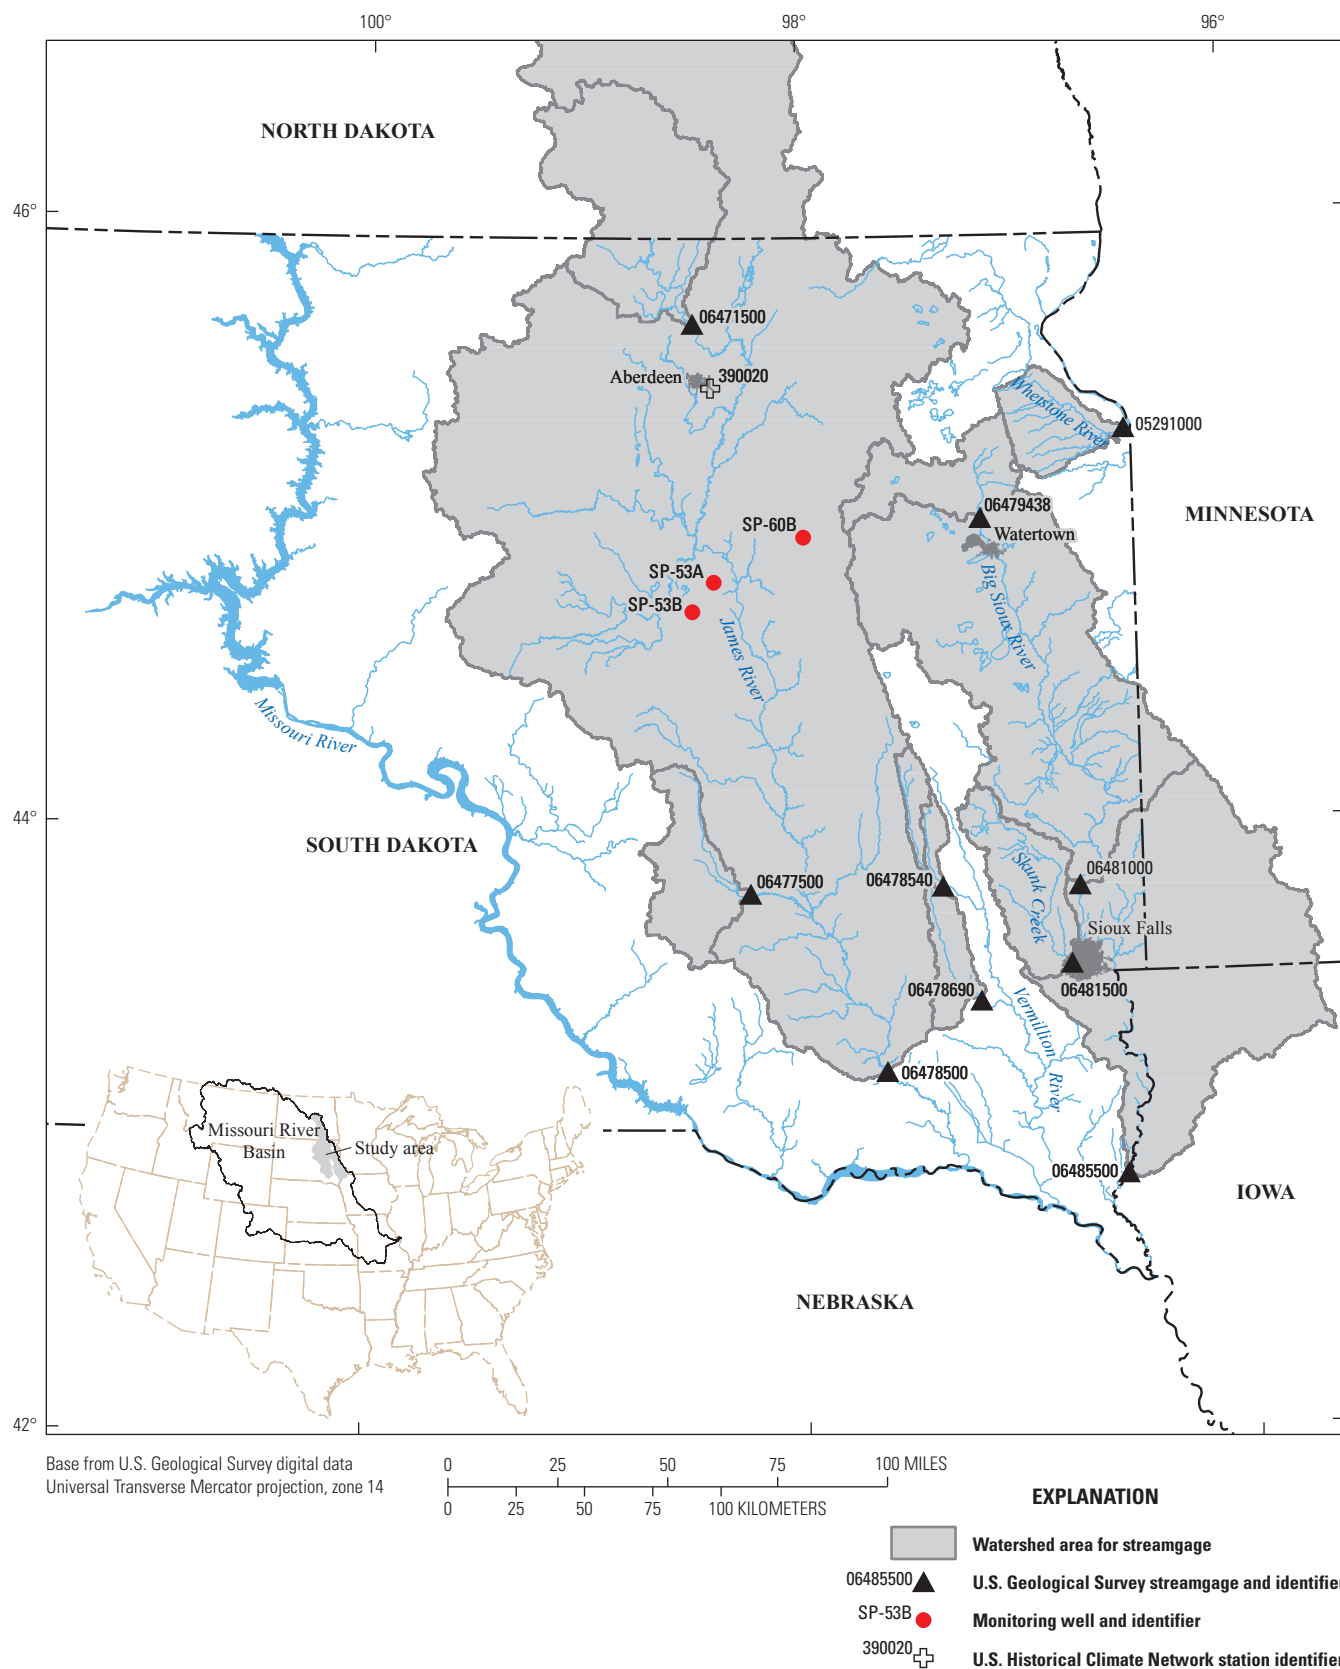 100°
98°
96°
NORTH DAKOTA
46°
06471500
Aberdeen
390020
Whetstone River
05291000
06479438
MINNESOTA
SP-60B
Watertown
SP-53A
Big Sioux River
SP-53B
James River
Missouri River
44°
SOUTH DAKOTA
Skunk Creek
06481000
06477500
06478540
Sioux Falls
06478690
06481500
Vermillion River
06478500
Missouri River
Basin
Study area
06485500
IOWA
NEBRASKA
42°
Base from U.S. Geological Survey digital data
Universal Transverse Mercator projection, zone 14
0 25 50 75 100 MILES
0 25 50 75 100 KILOMETERS
EXPLANATION
Watershed area for streamgage
06485500 U.S. Geological Survey streamgage and identifier
SP-53B Monitoring well and identifier
390020 U.S. Historical Climate Network station identifier